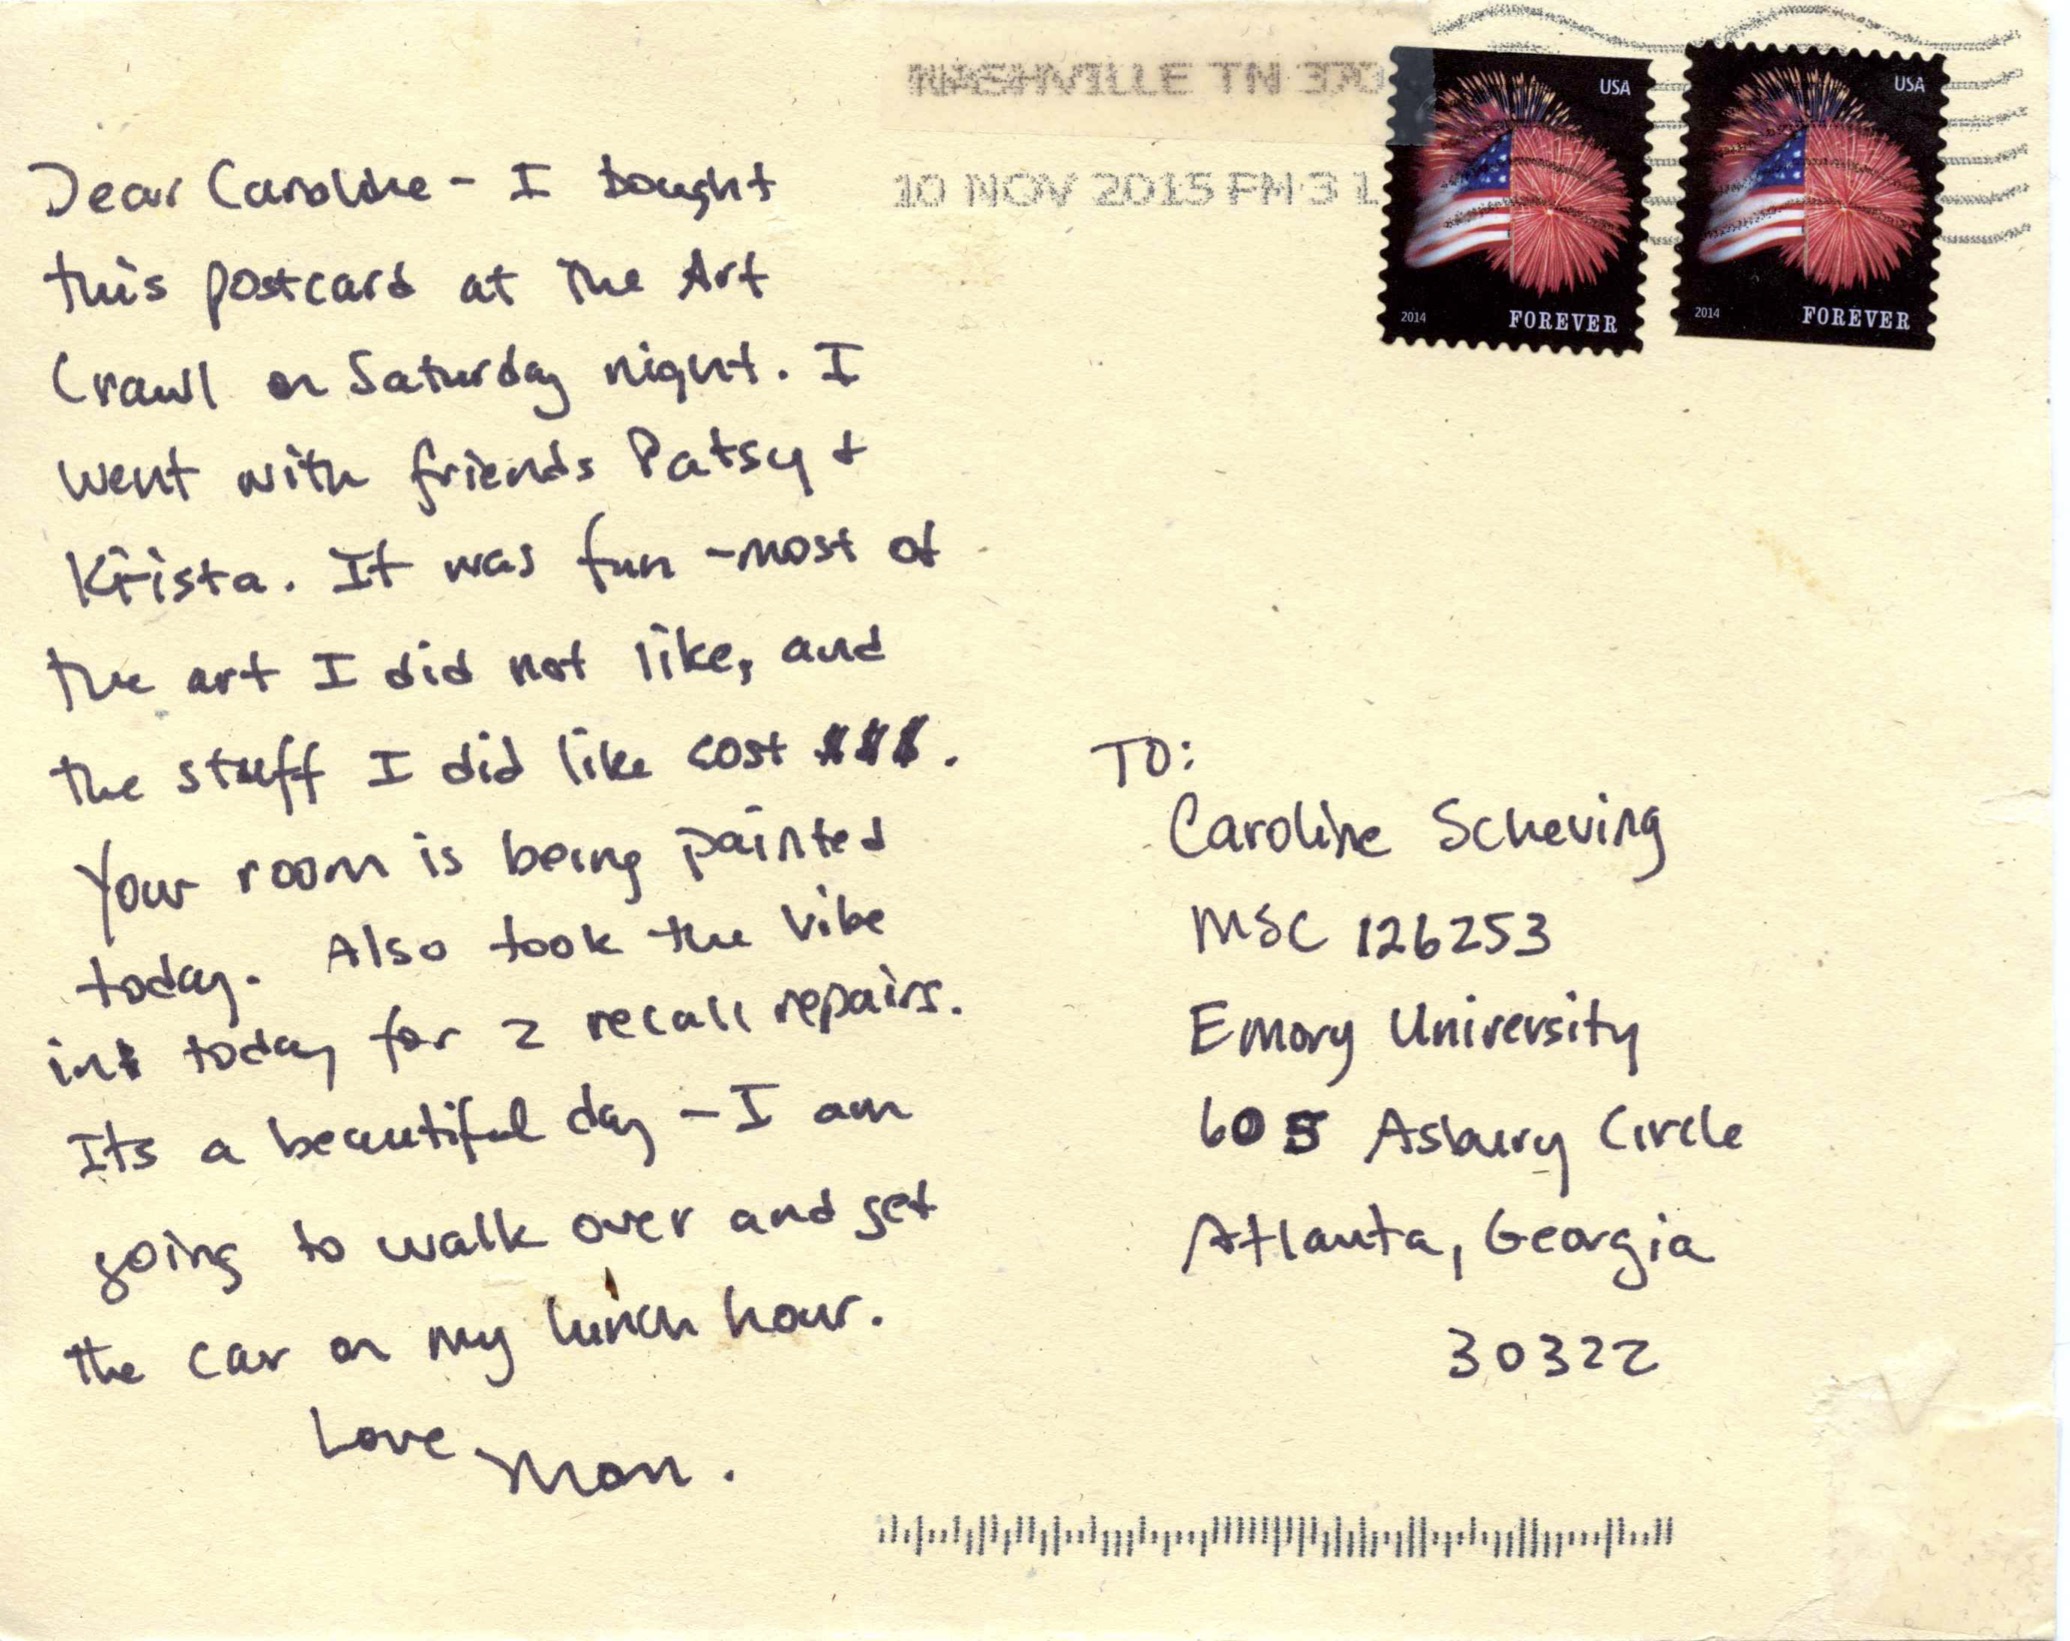 NASHVILLE TN 370
10 NOV 2015 PM 3 L
USA
2014 FOREVER
USA
2014 FOREVER
Dear Caroline - I bought
this postcard at the Art
Crawl on Saturday night. I
went with friends Patsy +
Krista. It was fun - most of
the art I did not like, and
the stuff I did like cost $$$.
Your room is being painted
today. Also took the Vibe
in today for 2 recall repairs.
Its a beautiful day - I am
going to walk over and get
the car on my lunch hour.
Love Mom.
TO:
Caroline Scheving
MSC 126253
Emory University
605 Asbury Circle
Atlanta, Georgia
30322